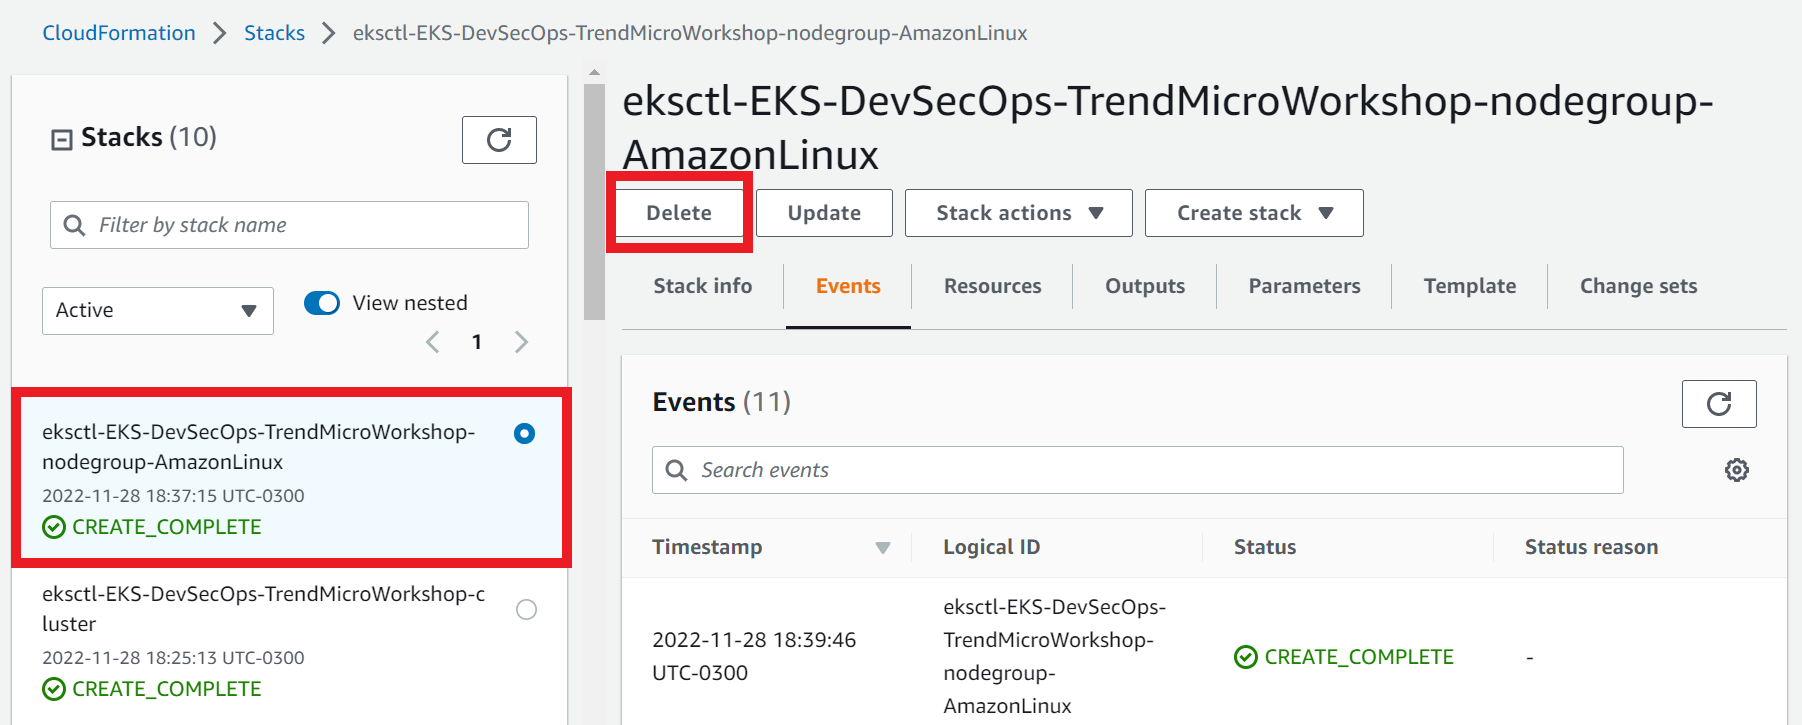 CloudFormation > Stacks > eksctl-EKS-DevSecOps-TrendMicroWorkshop-nodegroup-AmazonLinux
Stacks (10)
Filter by stack name
Active
View nested
1
eksctl-EKS-DevSecOps-TrendMicroWorkshop-
nodegroup-AmazonLinux
2022-11-28 18:37:15 UTC-0300
CREATE_COMPLETE
eksctl-EKS-DevSecOps-TrendMicroWorkshop-c
luster
2022-11-28 18:25:13 UTC-0300
CREATE_COMPLETE
eksctl-EKS-DevSecOps-TrendMicroWorkshop-nodegroup-
AmazonLinux
Delete Update Stack actions Create stack
Stack info Events Resources Outputs Parameters Template Change sets
Events (11)
Search events
Timestamp Logical ID Status Status reason
2022-11-28 18:39:46
UTC-0300
eksctl-EKS-DevSecOps-
TrendMicroWorkshop-
nodegroup-
AmazonLinux
CREATE_COMPLETE
-